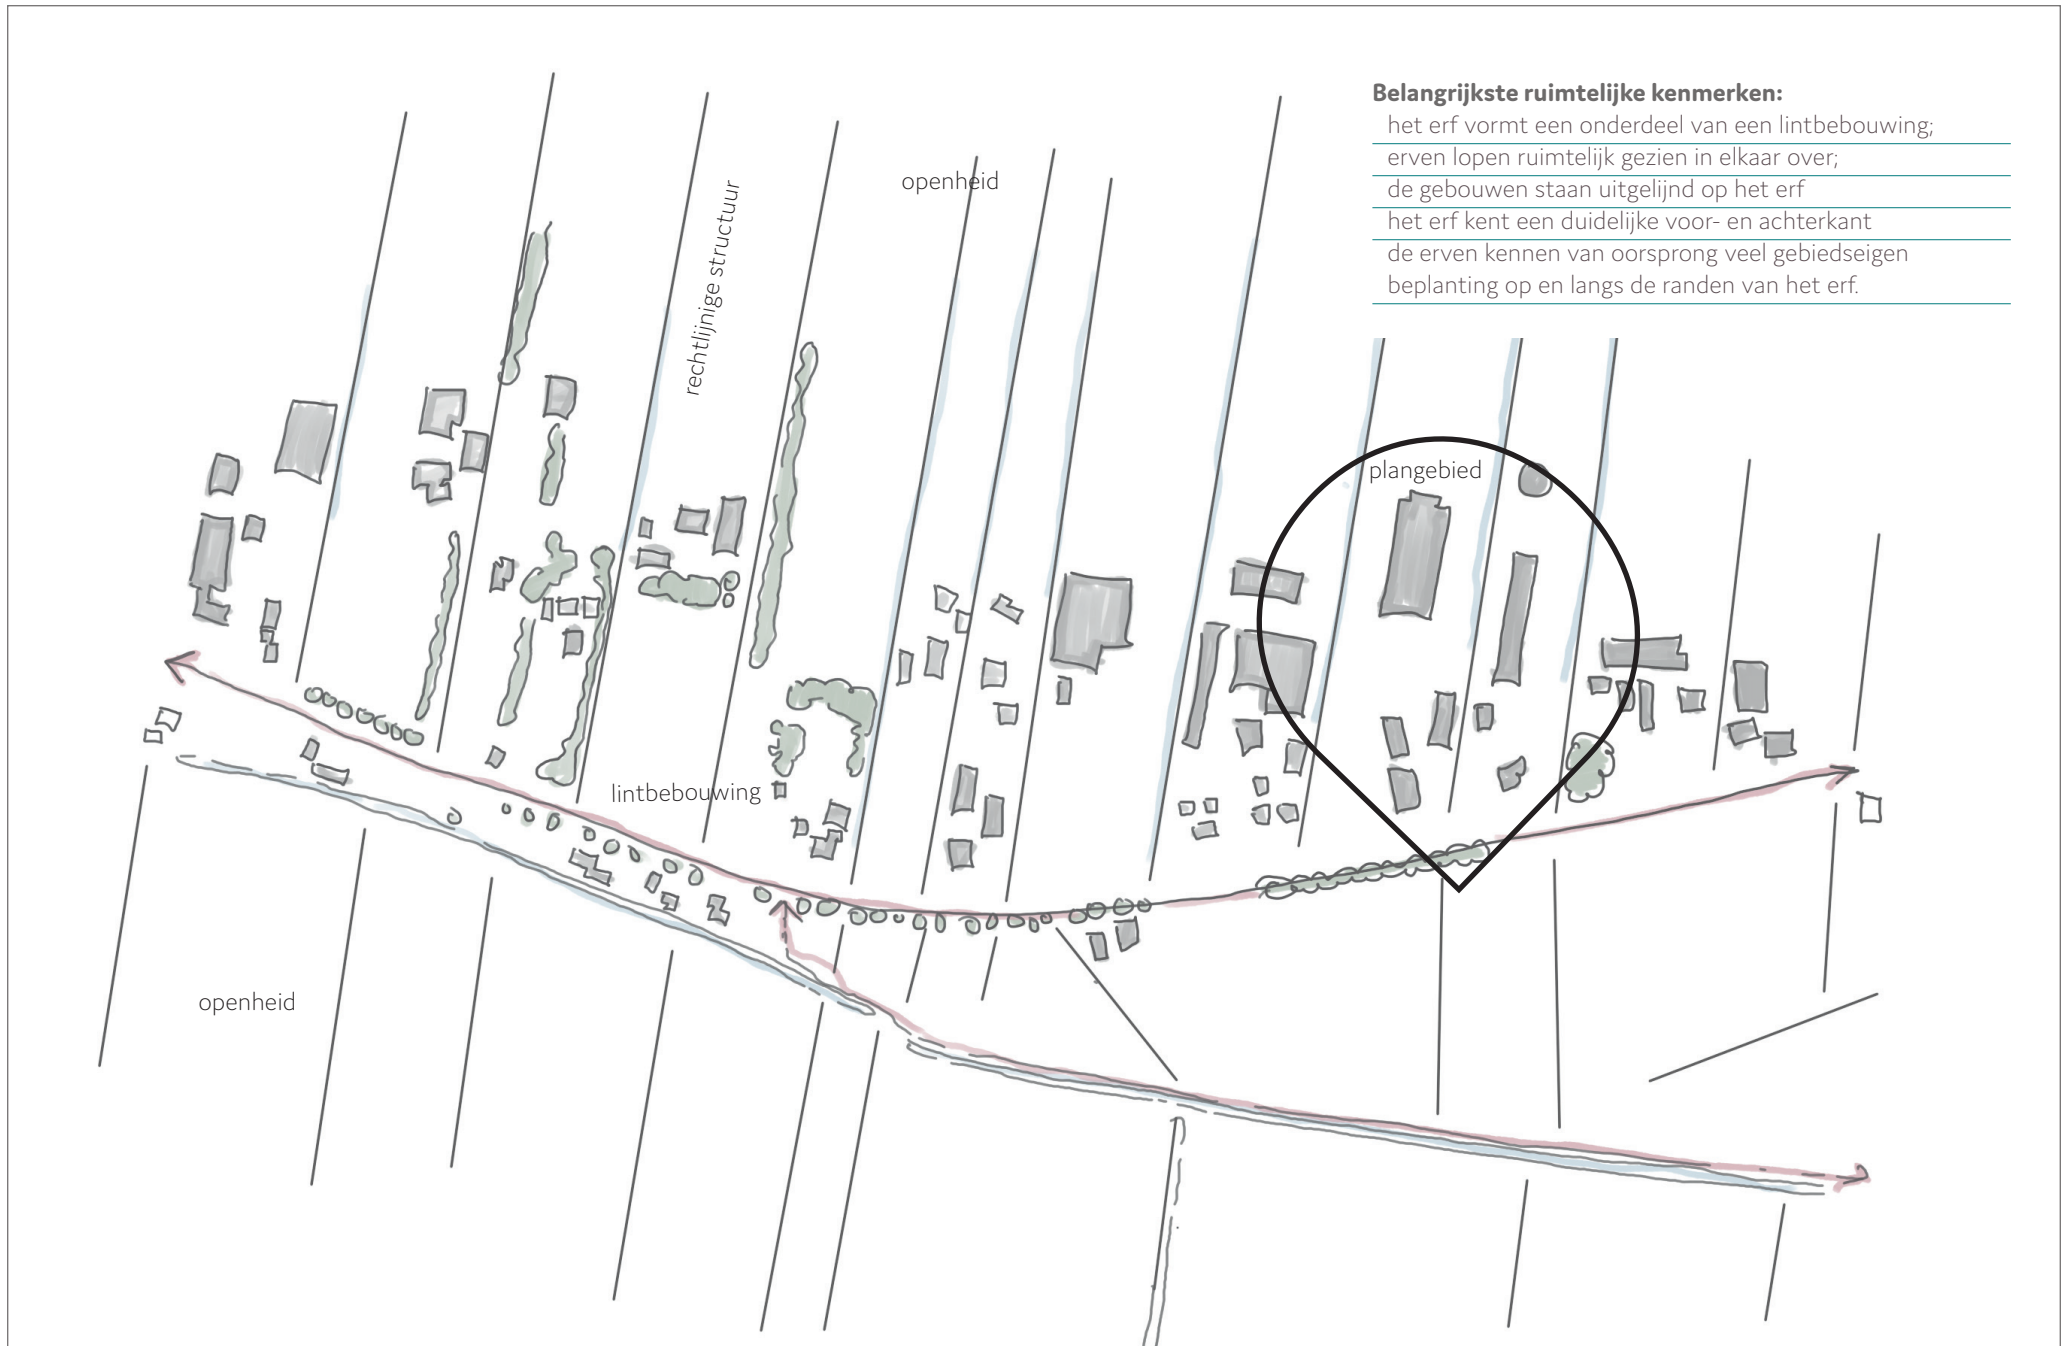 Belangrijkste ruimtelijke kenmerken:
het erf vormt een onderdeel van een lintbebouwing;
erven lopen ruimtelijk gezien in elkaar over;
de gebouwen staan uitgelijnd op het erf
het erf kent een duidelijke voor- en achterkant
de erven kennen van oorsprong veel gebiedseigen
beplanting op en langs de randen van het erf.
openheid
rechtlijnige structuur
plangebied
lintbebouwing
openheid